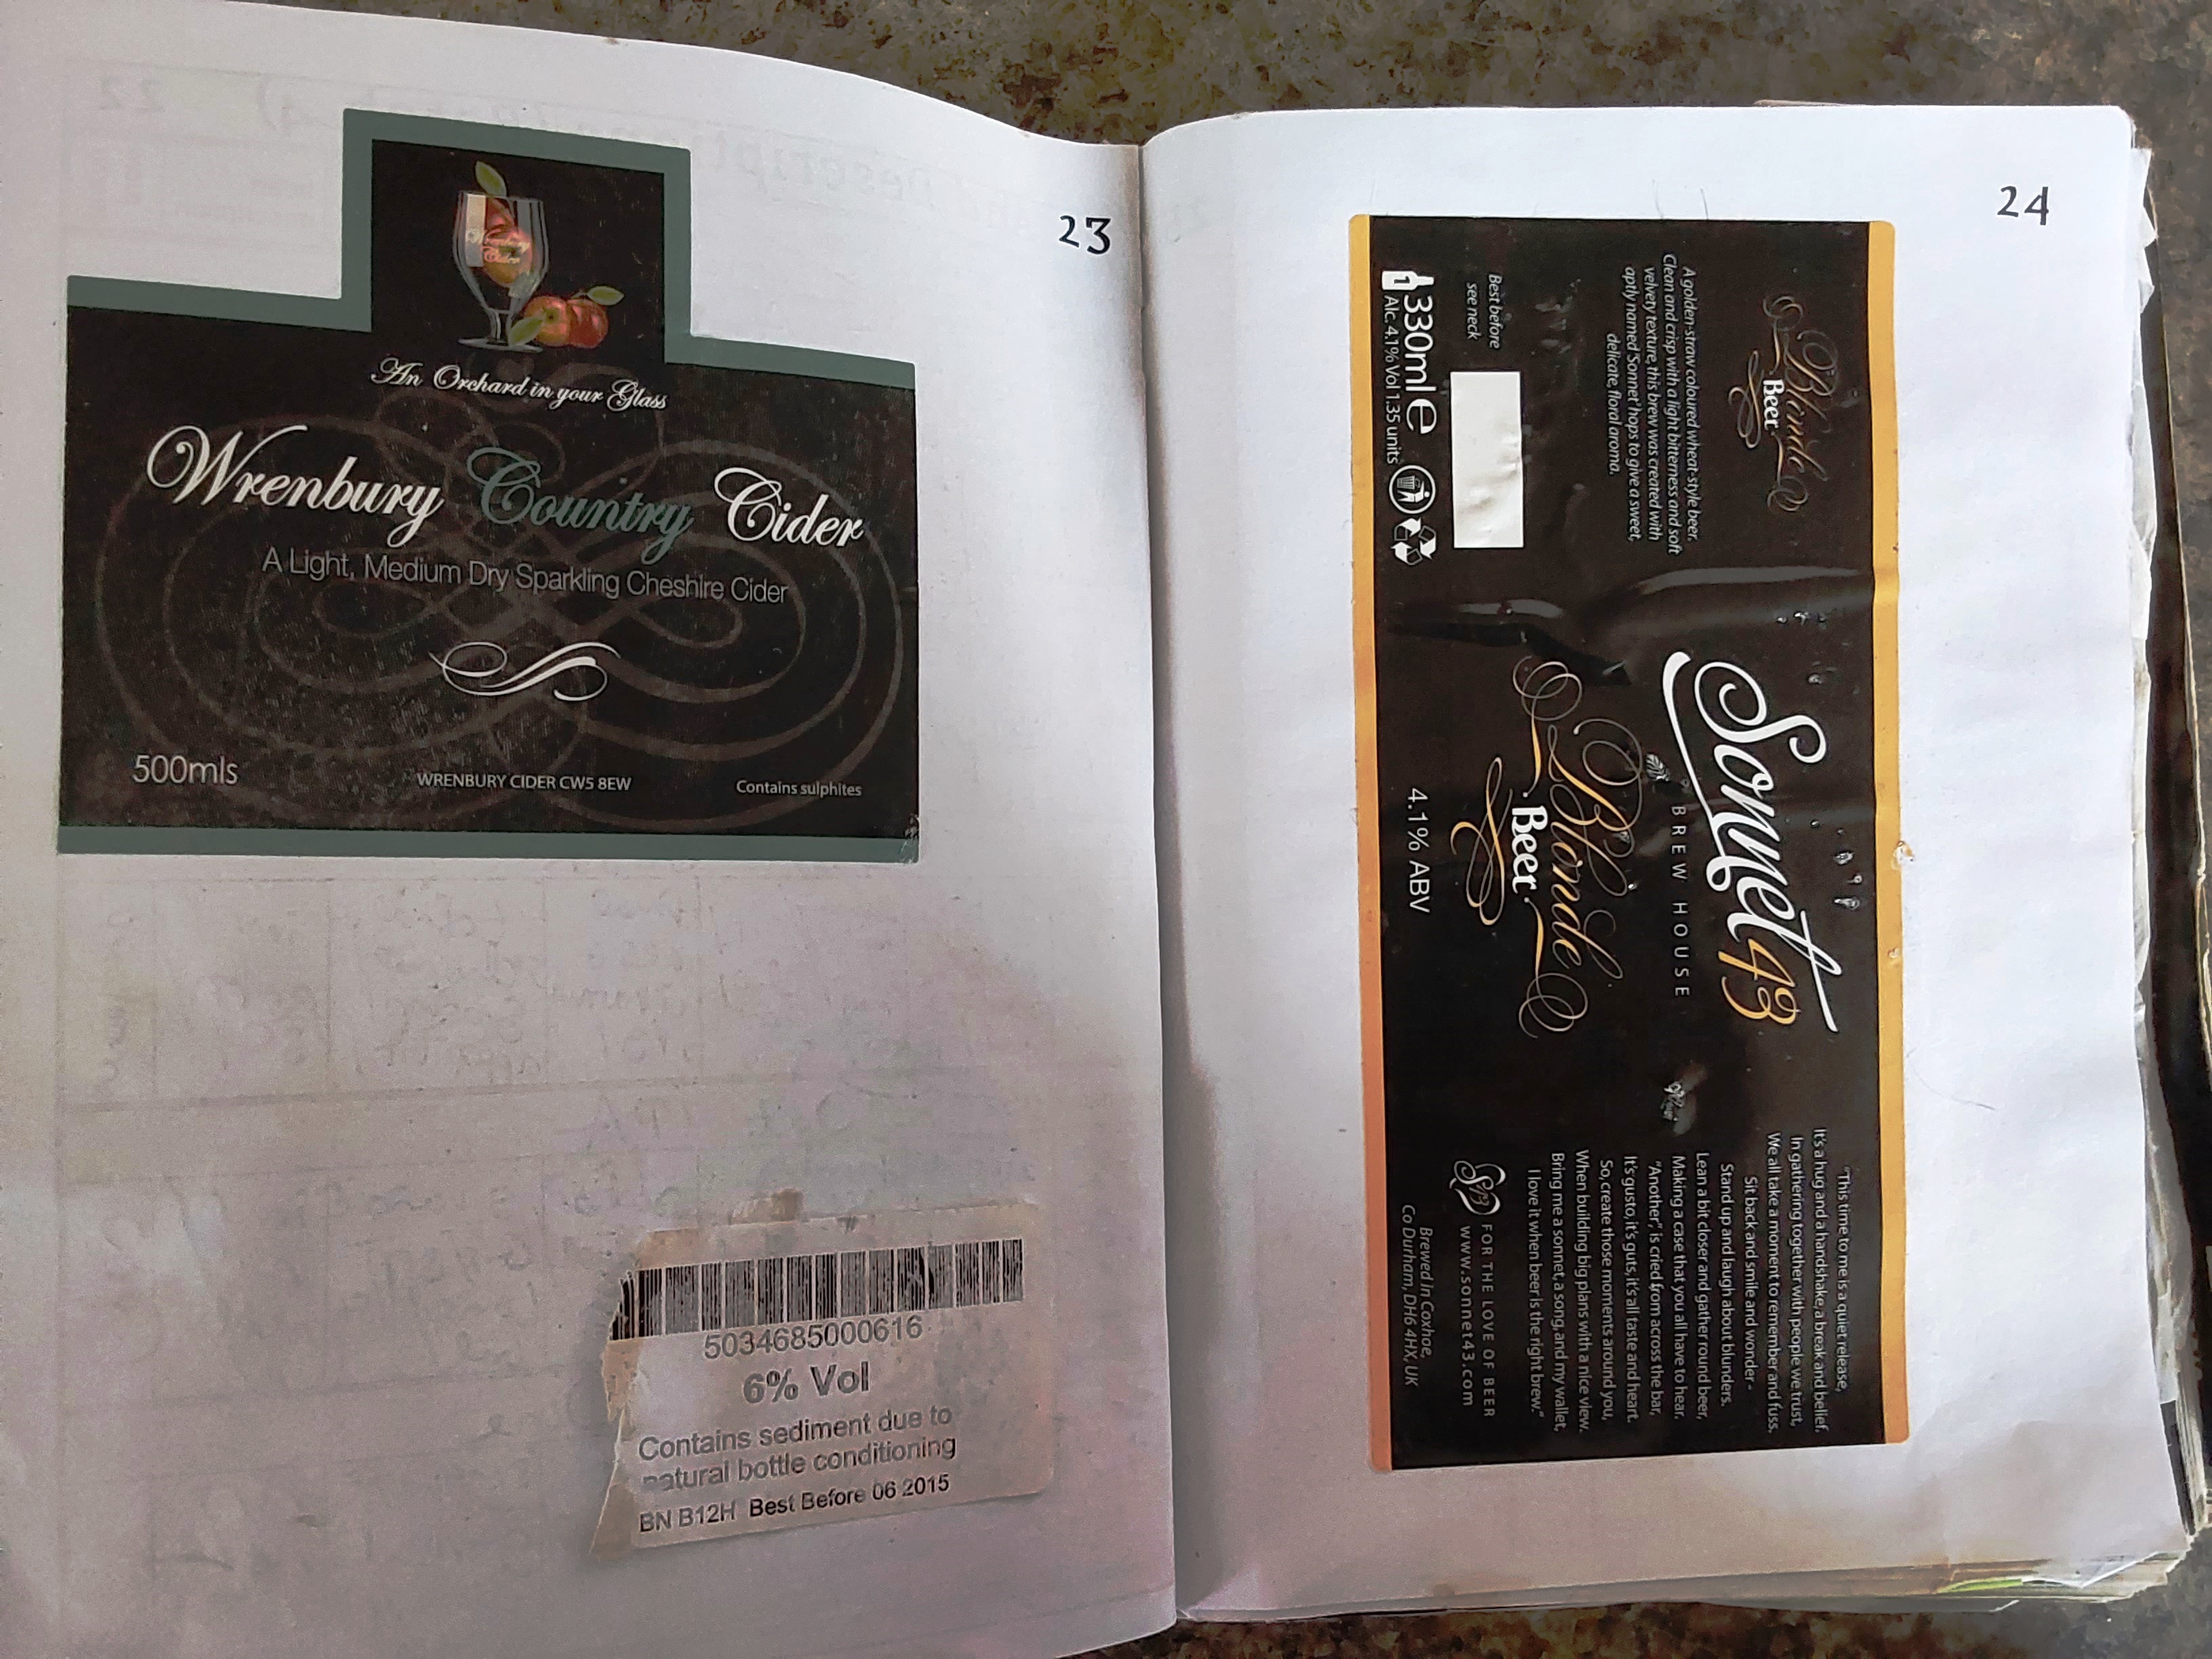 23
An Orchard in your Glass
Wrenbury Country Cider
A Light, Medium Dry Sparkling Cheshire Cider
500mls
WRENBURY CIDER CW5 8EW
Contains sulphites
5034685000616
6% Vol
Contains sediment due to
natural bottle conditioning
BN B12H Best Before 06 2015
24
Blonde
Beer
A golden-straw coloured wheat-style beer.
Clean and crisp with a light bitterness and soft
velvety texture, this brew was created with
aptly named 'Sonnet' hops to give a sweet,
delicate, floral aroma.
Best before
see neck
330ml e
1
Alc. 4.1% Vol 1.35 units
Sonnet 43
BREW HOUSE
Blonde
Beer
4.1% ABV
"This time to me is a quiet release,
It's a hug and a handshake, a break and belief.
In gathering together with people we trust,
We all take a moment to remember and fuss.
Sit back and smile and wonder -
Stand up and laugh about blunders.
Lean a bit closer and gather round beer,
Making a case that you all have to hear.
"Another", is cried from across the bar,
It's gusto, it's guts, it's all taste and heart.
So, create those moments around you,
When building big plans with a nice view.
Bring me a sonnet, a song, and my wallet,
I love it when beer is the right brew."
FOR THE LOVE OF BEER
www.sonnet43.com
Brewed in Coxhoe,
Co Durham, DH6 4HX, UK